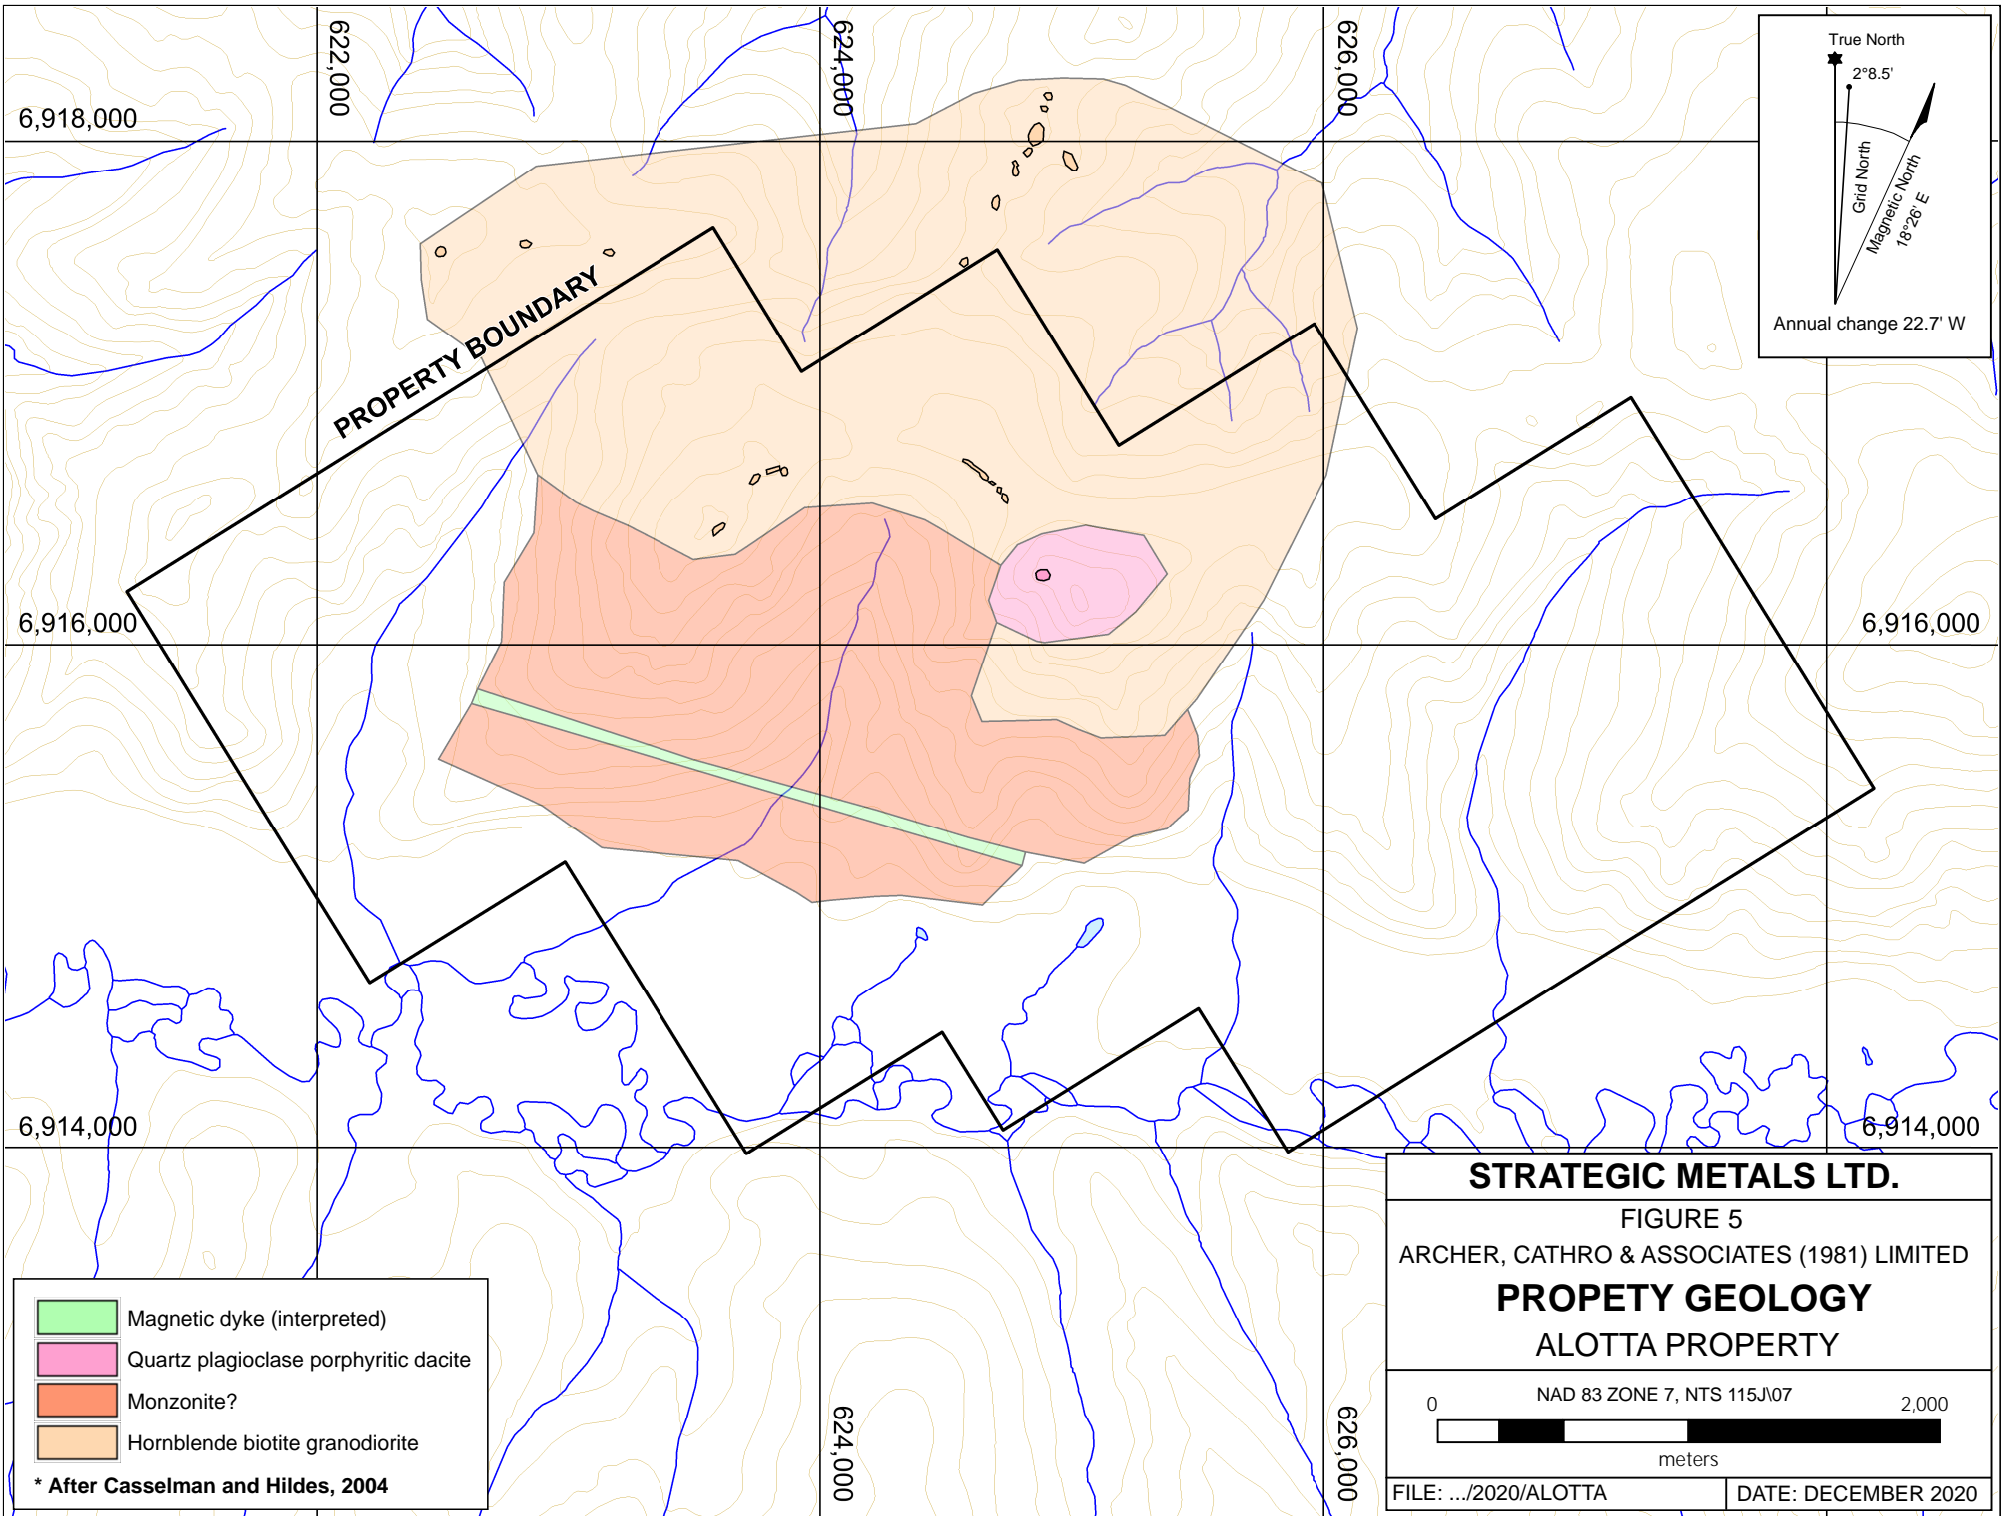 622,000
624,000
626,000
True North
2°8.5'
Grid North
Magnetic North
18°26' E
Annual change 22.7' W
6,918,000
PROPERTY BOUNDARY
6,916,000
6,916,000
6,914,000
6,914,000
624,000
626,000
Magnetic dyke (interpreted)
Quartz plagioclase porphyritic dacite
Monzonite?
Hornblende biotite granodiorite
* After Casselman and Hildes, 2004
STRATEGIC METALS LTD.
FIGURE 5
ARCHER, CATHRO & ASSOCIATES (1981) LIMITED
PROPETY GEOLOGY
ALOTTA PROPERTY
NAD 83 ZONE 7, NTS 115J\07
0
2,000
meters
FILE: .../2020/ALOTTA
DATE: DECEMBER 2020